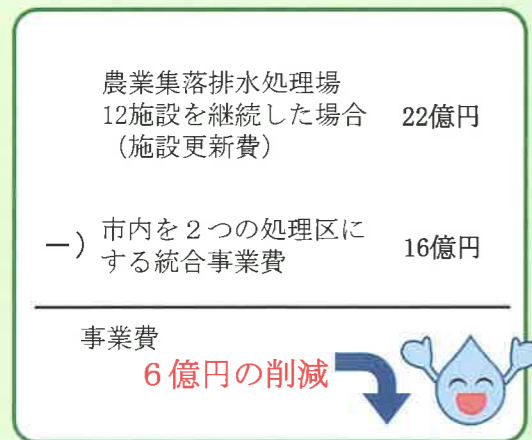 農業集落排水処理場
12施設を継続した場合 22億円
（施設更新費）
－）市内を２つの処理区に
する統合事業費 16億円
事業費
６億円の削減